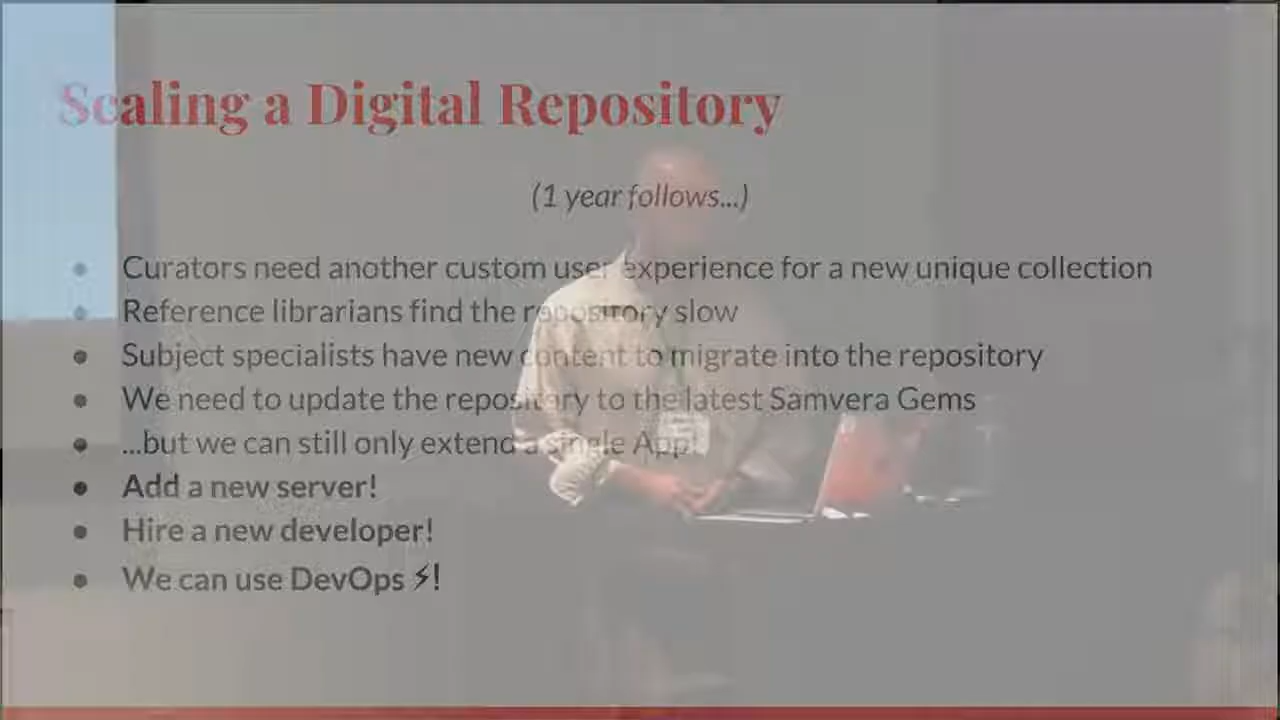 Scaling a Digital Repository
(1 year follows...)
Curators need another custom user experience for a new unique collection
Reference librarians find the repository slow
Subject specialists have new content to migrate into the repository
We need to update the repository to the latest Samvera Gems
...but we can still only extend a single App!
Add a new server!
Hire a new developer!
We can use DevOps ⚡!